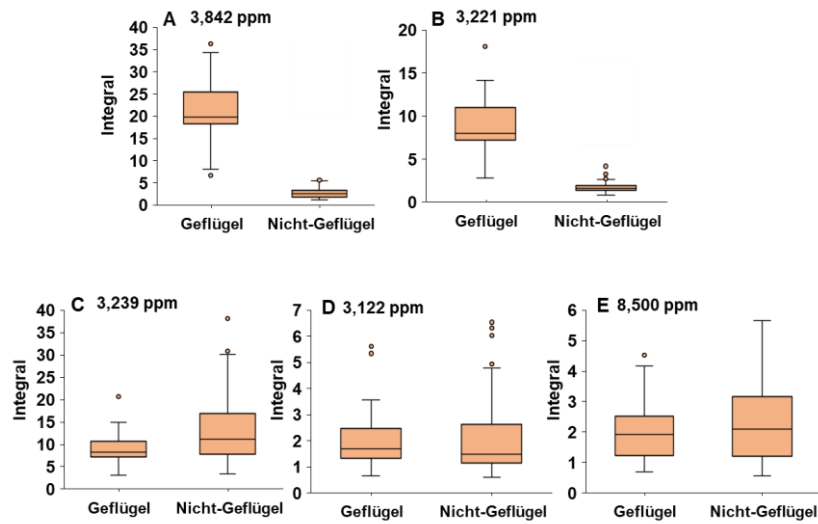 A 3,842 ppm
Integral
40
35
30
25
20
15
10
5
0
Geflügel Nicht-Geflügel
B 3,221 ppm
Integral
20
15
10
5
0
Geflügel Nicht-Geflügel
C 3,239 ppm
Integral
40
35
30
25
20
15
10
5
0
Geflügel Nicht-Geflügel
D 3,122 ppm
Integral
7
6
5
4
3
2
1
0
Geflügel Nicht-Geflügel
E 8,500 ppm
Integral
6
5
4
3
2
1
0
Geflügel Nicht-Geflügel